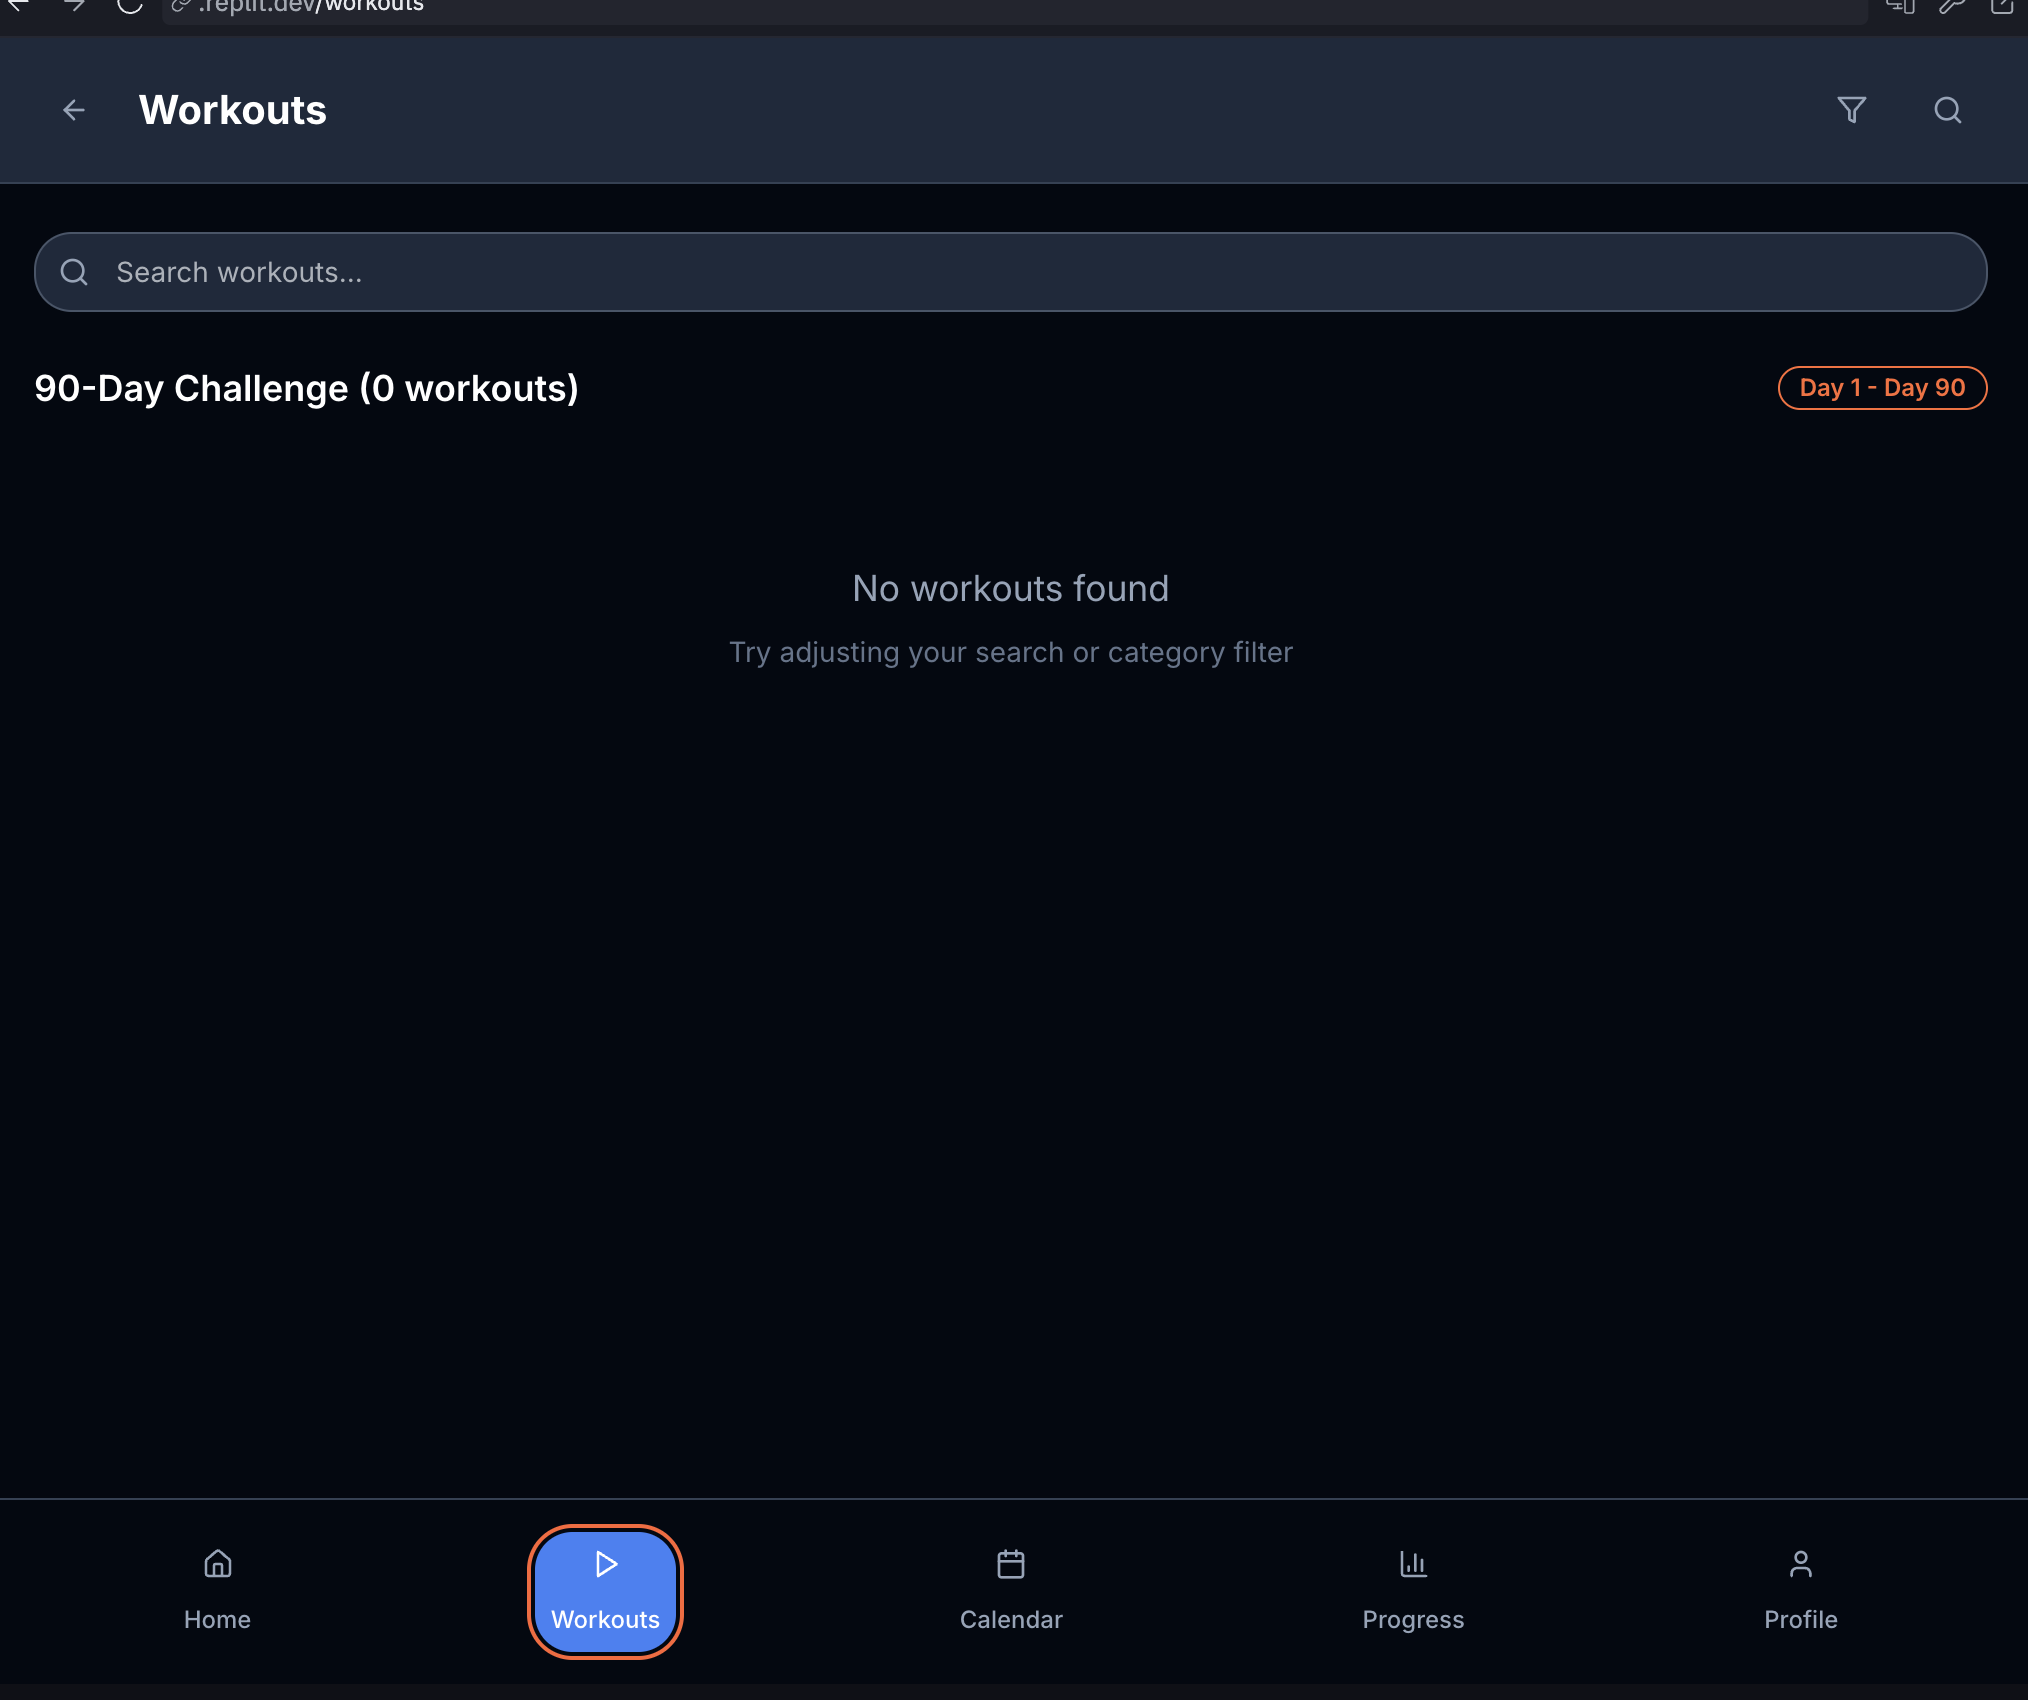 .replit.dev/workouts
Workouts
Search workouts...
90-Day Challenge (0 workouts)
Day 1 - Day 90
No workouts found
Try adjusting your search or category filter
Home
Workouts
Calendar
Progress
Profile